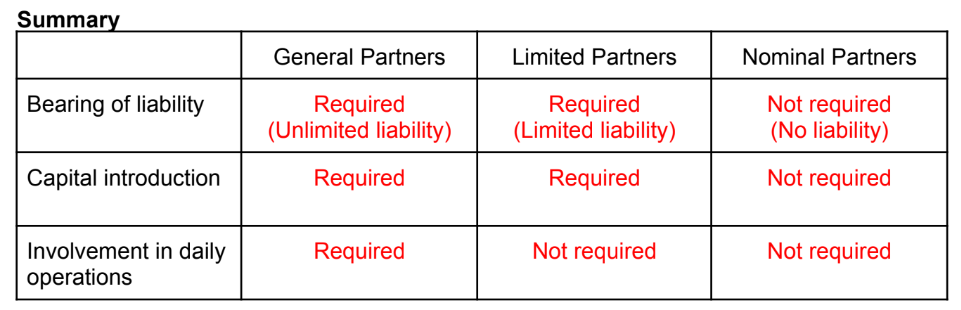 Summary
General Partners Limited Partners Nominal Partners
Bearing of liability Required Required Not required
(Unlimited liability) (Limited liability) (No liability)
Capital introduction Required Required Not required
Involvement in daily Required Not required Not required
operations